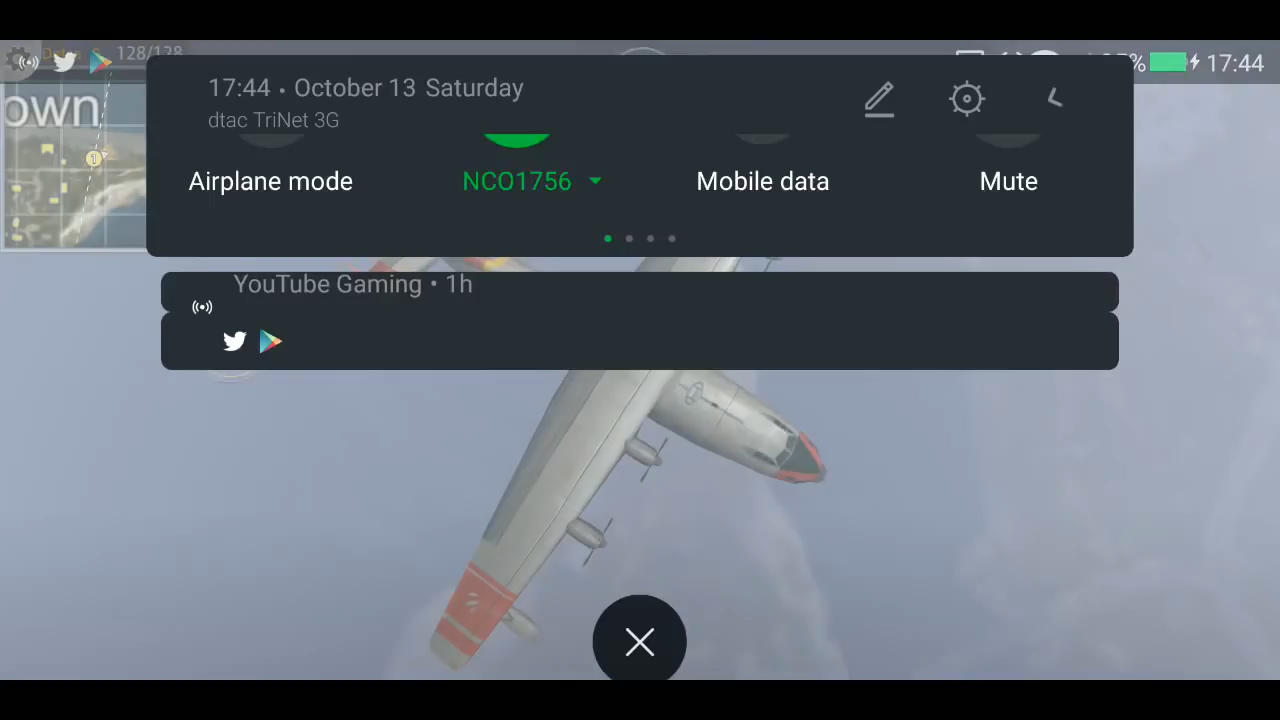 128/128
%
17:44
own
1
17:44 • October 13 Saturday
dtac TriNet 3G
Airplane mode
NCO1756
Mobile data
Mute
YouTube Gaming • 1h